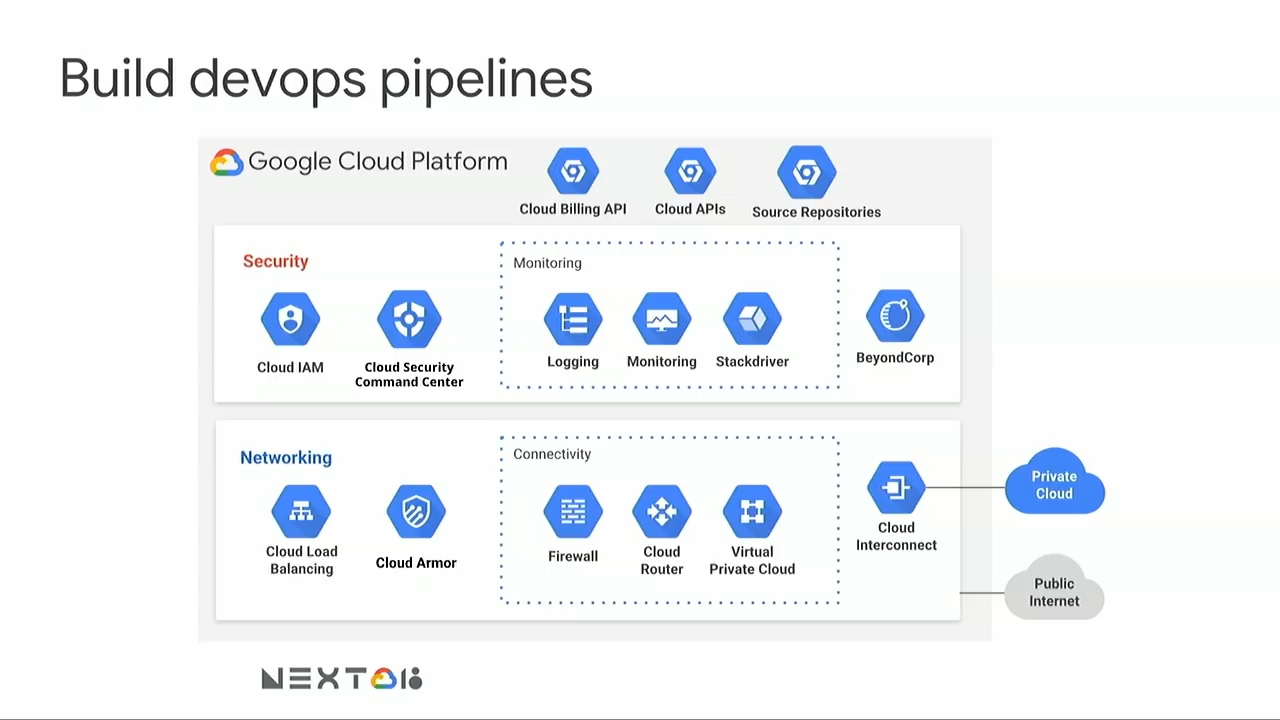 Build devops pipelines
Google Cloud Platform
Cloud Billing API
Cloud APIs
Source Repositories
Security
Cloud IAM
Cloud Security
Command Center
Monitoring
Logging
Monitoring
Stackdriver
BeyondCorp
Networking
Cloud Load
Balancing
Cloud Armor
Connectivity
Firewall
Cloud
Router
Virtual
Private Cloud
Cloud
Interconnect
Private
Cloud
Public
Internet
NEXT18